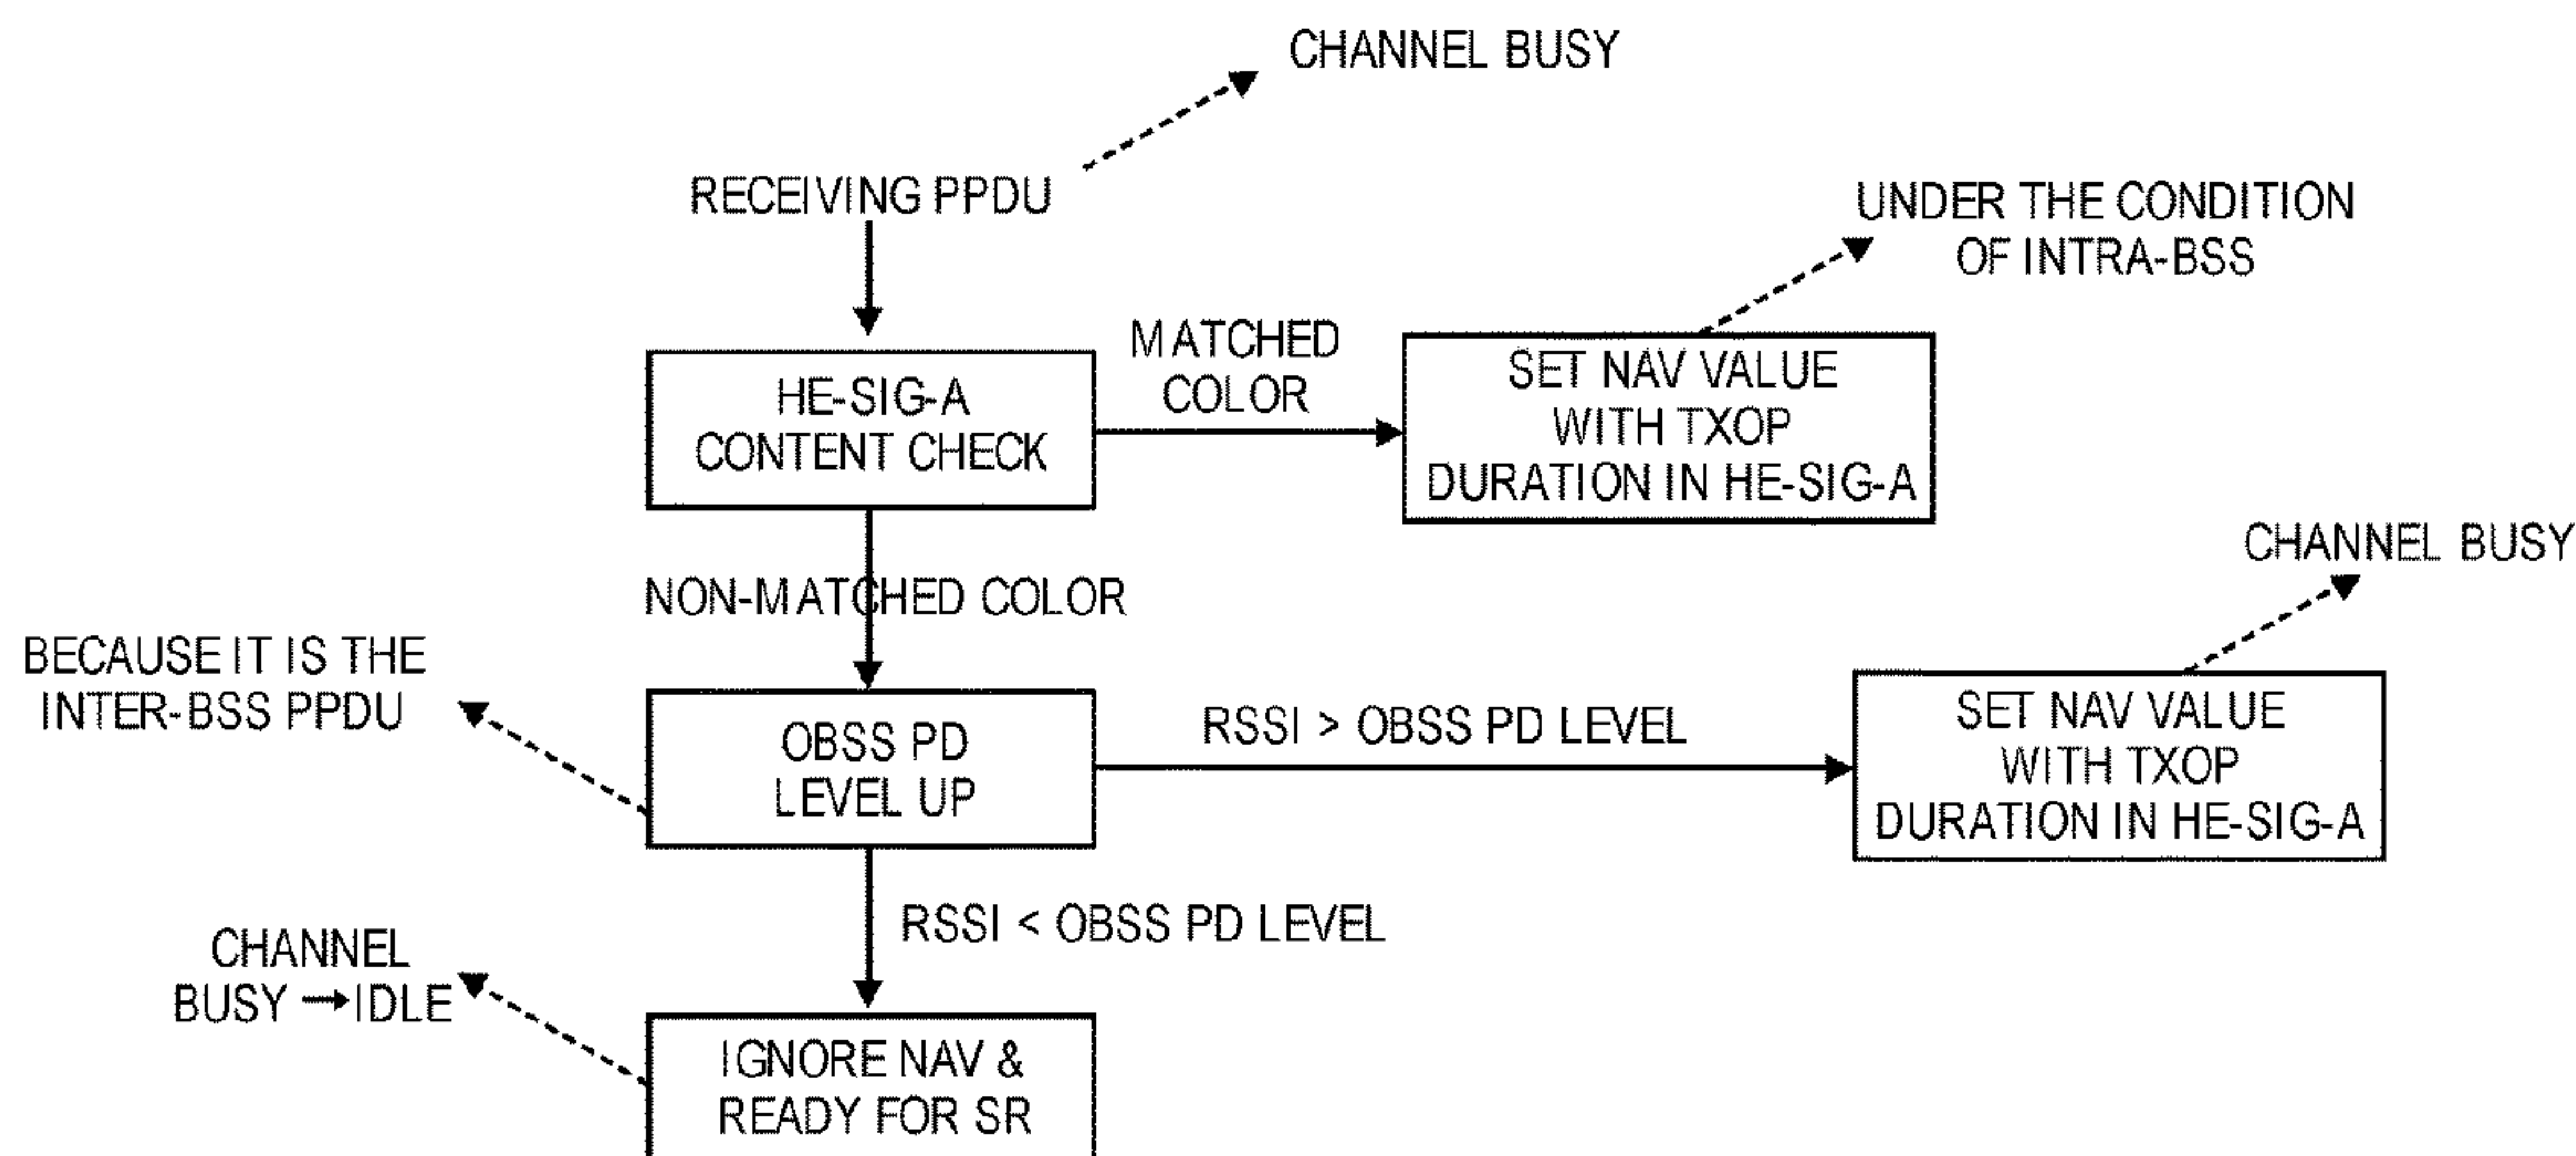 CHANNEL BUSY
RECEIVING PPDU
UNDER THE CONDITION
OF INTRA-BSS
MATCHED
COLOR
HE-SIG-A
CONTENT CHECK
SET NAV VALUE
WITH TXOP
DURATION IN HE-SIG-A
CHANNEL BUSY
NON-MATCHED COLOR
BECAUSE IT IS THE
INTER-BSS PPDU
OBSS PD
LEVEL UP
RSSI > OBSS PD LEVEL
SET NAV VALUE
WITH TXOP
DURATION IN HE-SIG-A
RSSI < OBSS PD LEVEL
CHANNEL
BUSY → IDLE
IGNORE NAV &
READY FOR SR